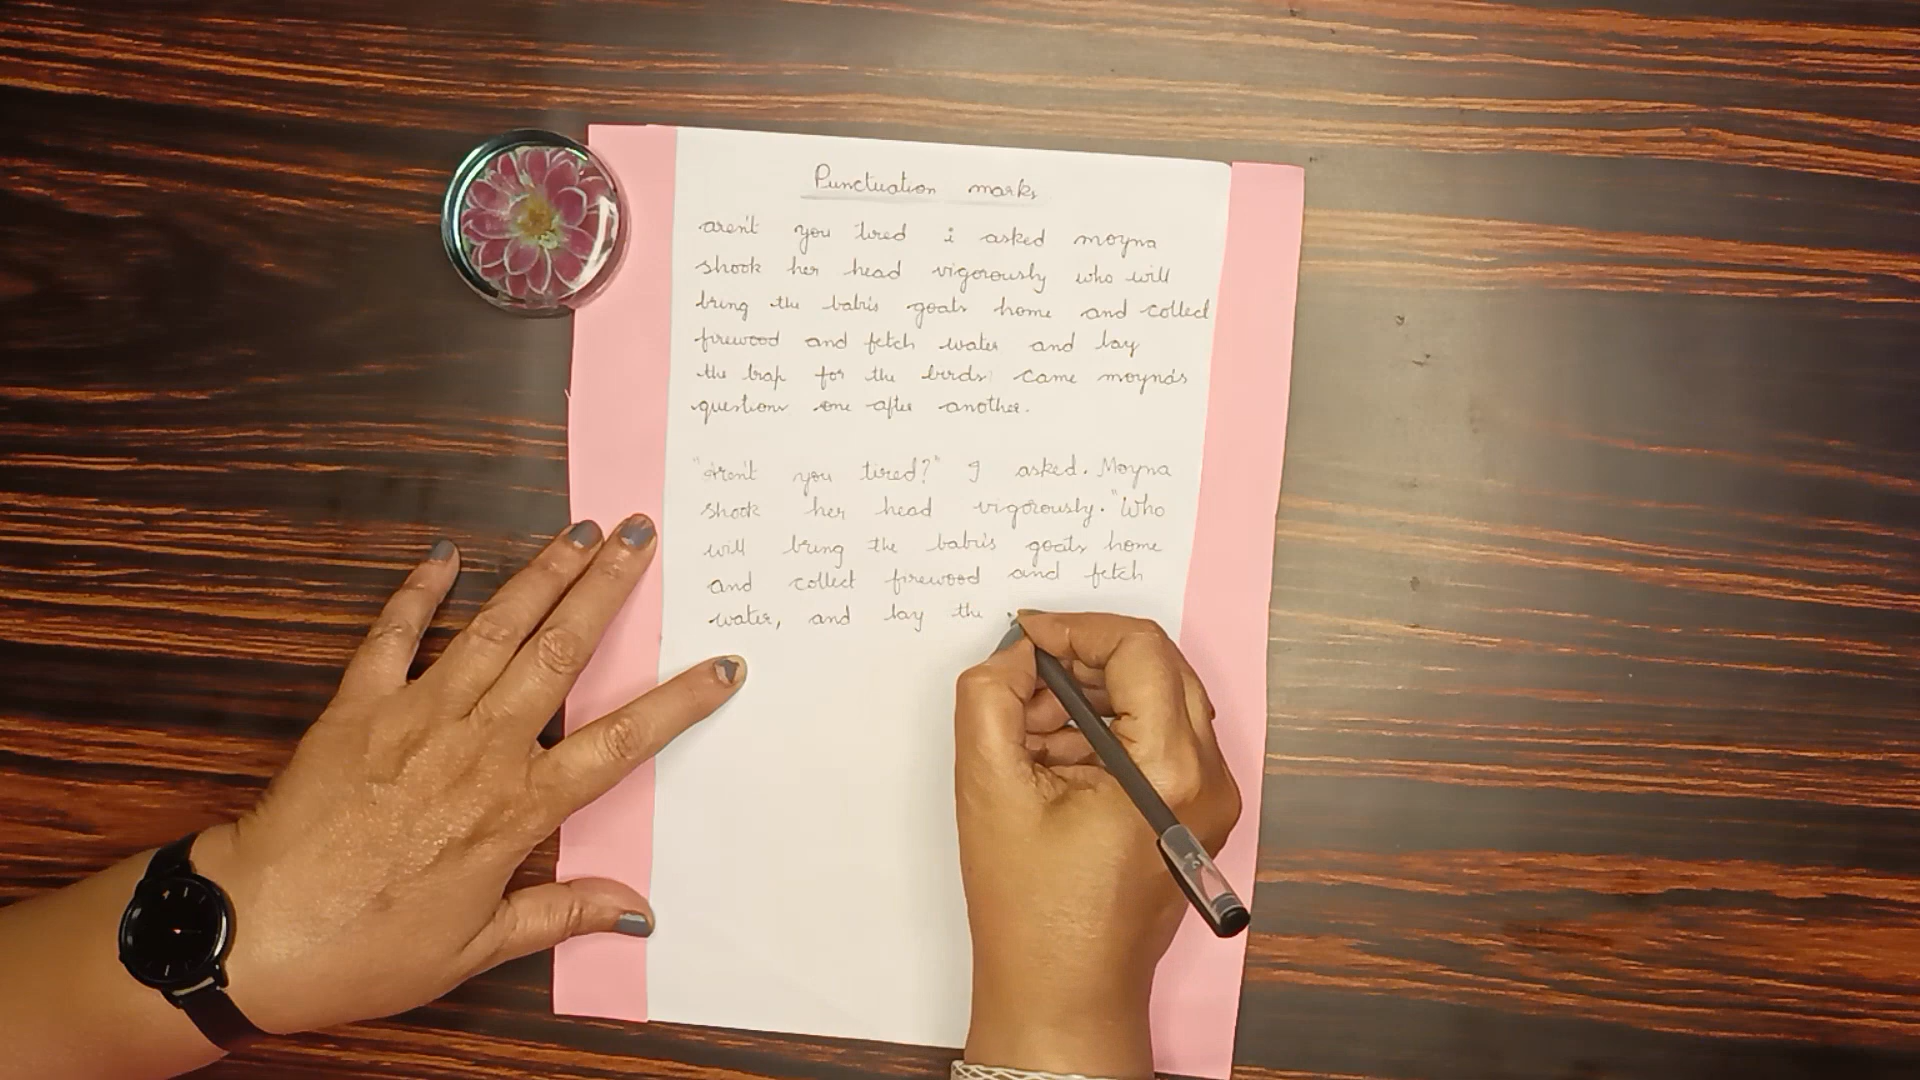 Punctuation marks
aren't you tired i asked moyna
shook her head vigorously who will
bring the babu's goats home and collect
firewood and fetch water and lay
the trap for the birds came moyna's
questions one after another.
"Aren't you tired?" I asked. Moyna
shook her head vigorously. "Who
will bring the babu's goats home
and collect firewood and fetch
water, and lay the